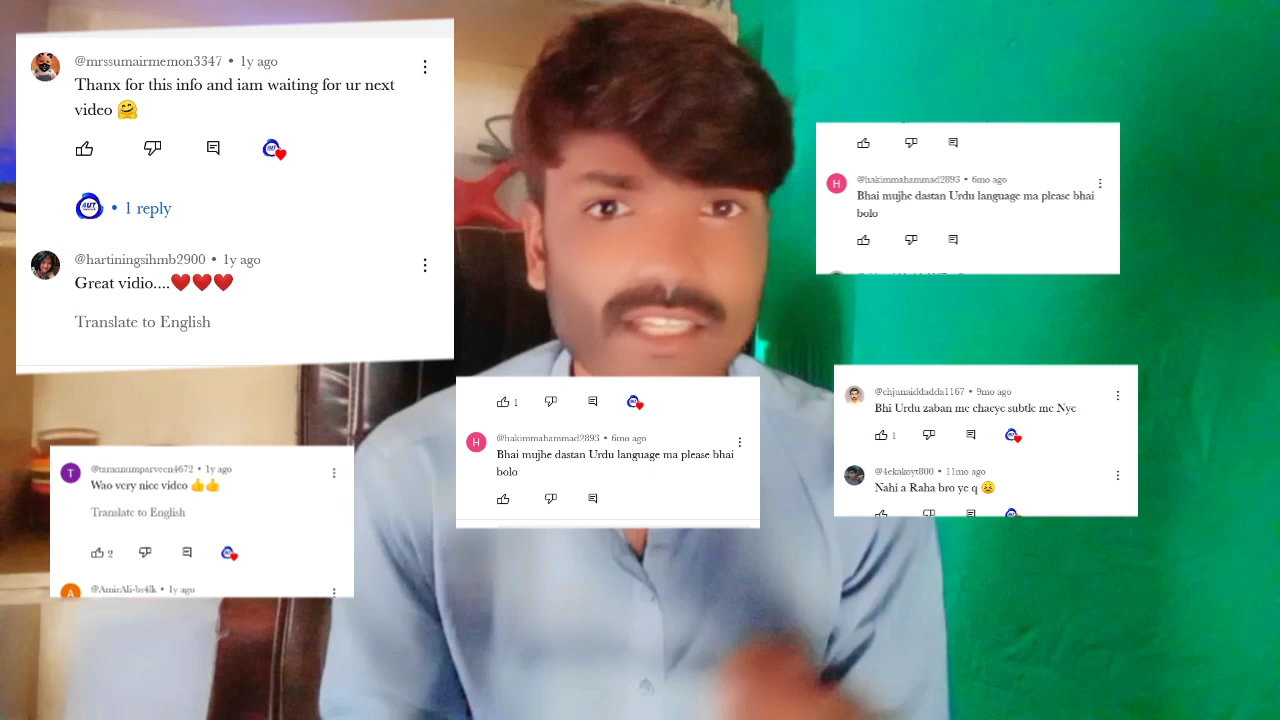 @mrssumairmemon3347 • 1y ago
Thanx for this info and iam waiting for ur next
video 🤗
• 1 reply
@hartiningsihmb2900 • 1y ago
Great vidio....❤️❤️❤️
Translate to English
@hakimmahammad2893 • 6mo ago
Bhai mujhe dastan Urdu language ma please bhai
bolo
H
1
@hakimmahammad2893 • 6mo ago
H
Bhai mujhe dastan Urdu language ma please bhai
bolo
@chjunaiddadda1167 • 9mo ago
Bhi Urdu zaban me chaeye subtle me Nye
1
@4ekakoyt800 • 11mo ago
Nahi a Raha bro ye q 😖
@tarannumparveen4672 • 1y ago
T
Wao very nice video 👍👍
Translate to English
2
@AmirAli-bs4lk • 1y ago
A